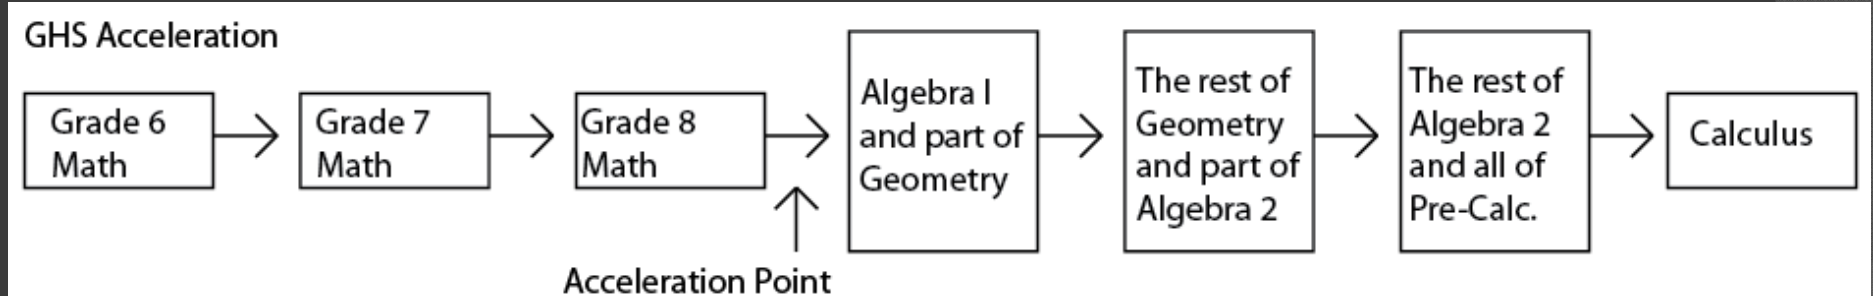 GHS Acceleration
Grade 6
Math
Grade 7
Math
Grade 8
Math
Algebra I
and part of
Geometry
The rest of
Geometry
and part of
Algebra 2
The rest of
Algebra 2
and all of
Pre-Calc.
Calculus
Acceleration Point